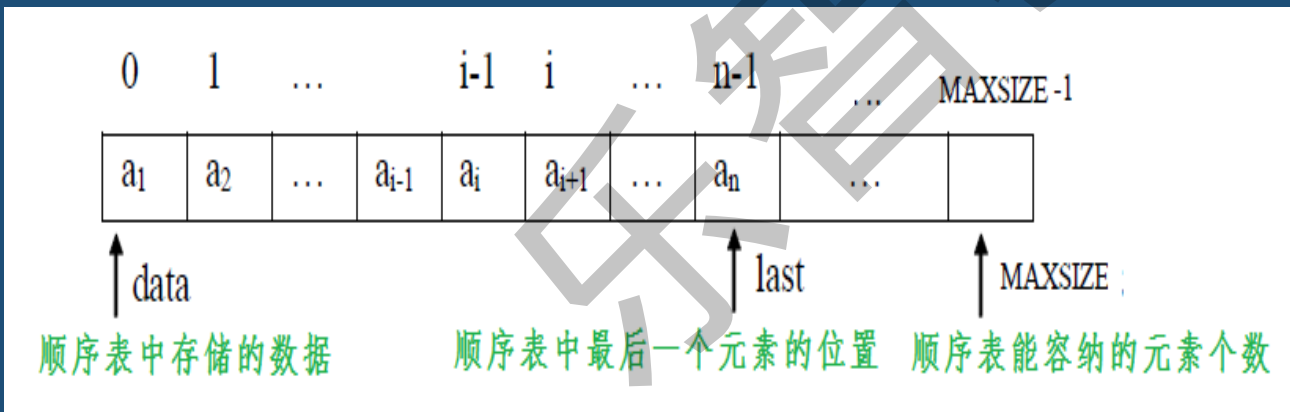 0 1 … i-1 i … n-1 … MAXSIZE -1
a1 a2 … ai-1 ai ai+1 … an …
data last MAXSIZE ;
顺序表中存储的数据 顺序表中最后一个元素的位置 顺序表能容纳的元素个数
乐智